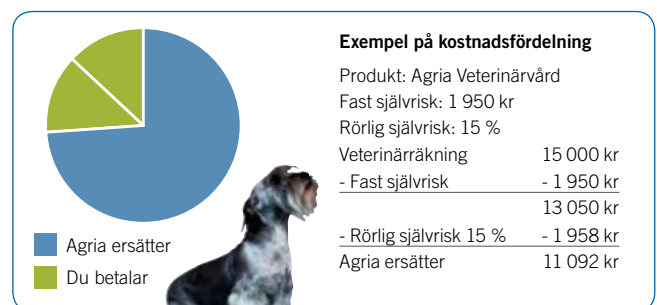 Exempel på kostnadsfördelning
Produkt: Agria Veterinärvård
Fast självrisk: 1 950 kr
Rörlig självrisk: 15 %
Veterinärräkning 15 000 kr
- Fast självrisk - 1 950 kr
13 050 kr
- Rörlig självrisk 15 % - 1 958 kr
Agria ersätter 11 092 kr
Agria ersätter
Du betalar